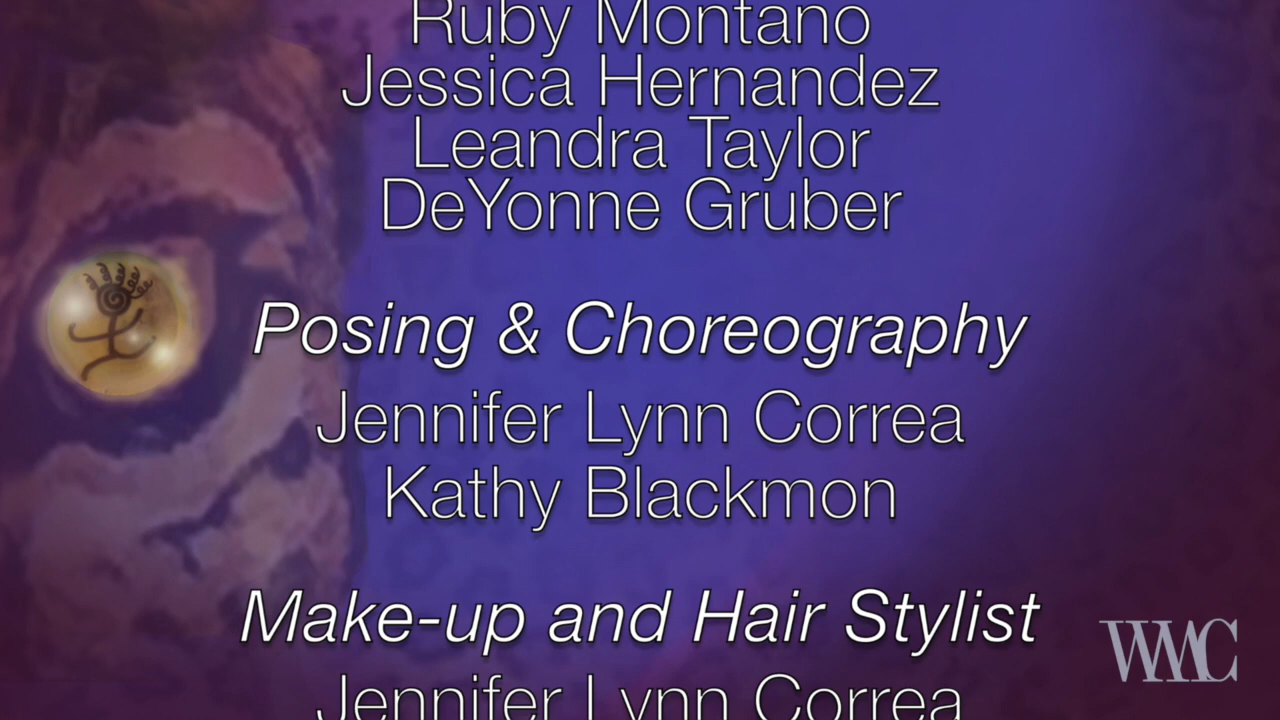 Ruby Montano
Jessica Hernandez
Leandra Taylor
DeYonne Gruber
Posing & Choreography
Jennifer Lynn Correa
Kathy Blackmon
Make-up and Hair Stylist
WMC
Jennifer Lynn Correa